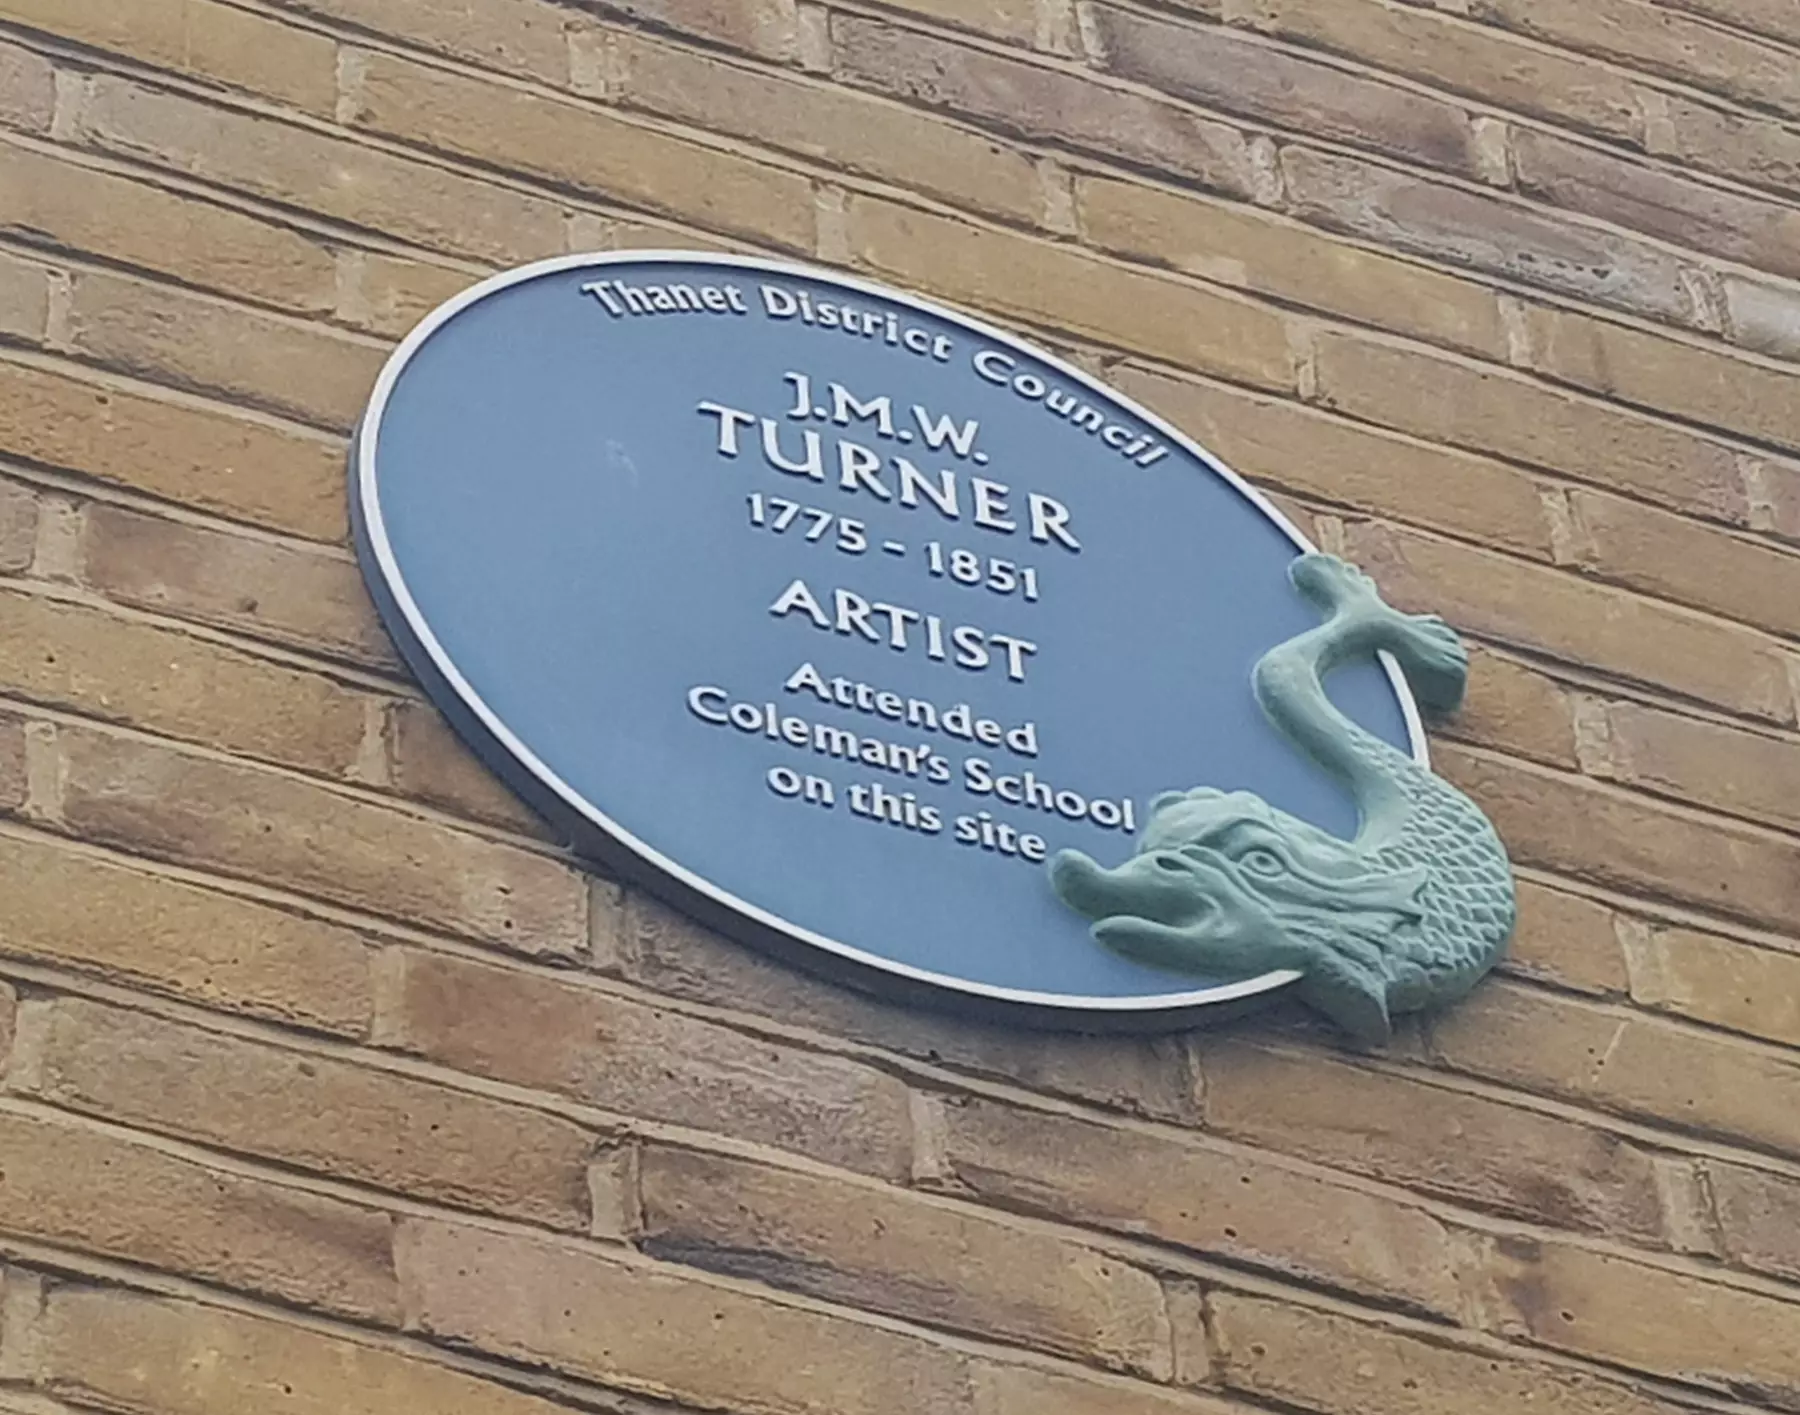 Thanet District Council
J.M.W.
TURNER
1775 - 1851
ARTIST
Attended
Coleman's School
on this site